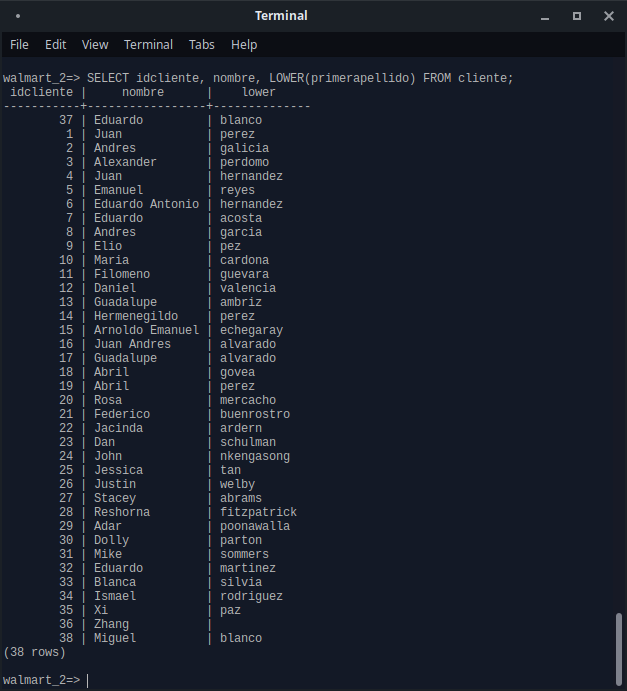 Terminal
File Edit View Terminal Tabs Help
walmart_2=> SELECT idcliente, nombre, LOWER(primerapellido) FROM cliente;
 idcliente |     nombre      |    lower
-----------+-----------------+--------------
        37 | Eduardo         | blanco
         1 | Juan            | perez
         2 | Andres          | galicia
         3 | Alexander       | perdomo
         4 | Juan            | hernandez
         5 | Emanuel         | reyes
         6 | Eduardo Antonio | hernandez
         7 | Eduardo         | acosta
         8 | Andres          | garcia
         9 | Elio            | pez
        10 | Maria           | cardona
        11 | Filomeno        | guevara
        12 | Daniel          | valencia
        13 | Guadalupe       | ambriz
        14 | Hermenegildo    | perez
        15 | Arnoldo Emanuel | echegaray
        16 | Juan Andres     | alvarado
        17 | Guadalupe       | alvarado
        18 | Abril           | govea
        19 | Abril           | perez
        20 | Rosa            | mercacho
        21 | Federico        | buenrostro
        22 | Jacinda         | ardern
        23 | Dan             | schulman
        24 | John            | nkengasong
        25 | Jessica         | tan
        26 | Justin          | welby
        27 | Stacey          | abrams
        28 | Reshorna        | fitzpatrick
        29 | Adar            | poonawalla
        30 | Dolly           | parton
        31 | Mike            | sommers
        32 | Eduardo         | martinez
        33 | Blanca          | silvia
        34 | Ismael          | rodriguez
        35 | Xi              | paz
        36 | Zhang           |
        38 | Miguel          | blanco
(38 rows)
walmart_2=>